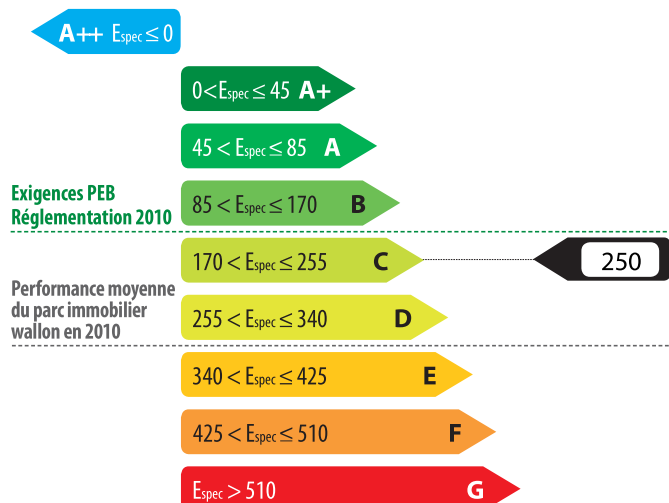 A++ Espec ≤ 0
0 < Espec ≤ 45 A+
45 < Espec ≤ 85 A
Exigences PEB
Réglementation 2010
85 < Espec ≤ 170 B
170 < Espec ≤ 255 C
250
Performance moyenne
du parc immobilier
wallon en 2010
255 < Espec ≤ 340 D
340 < Espec ≤ 425 E
425 < Espec ≤ 510 F
Espec > 510 G